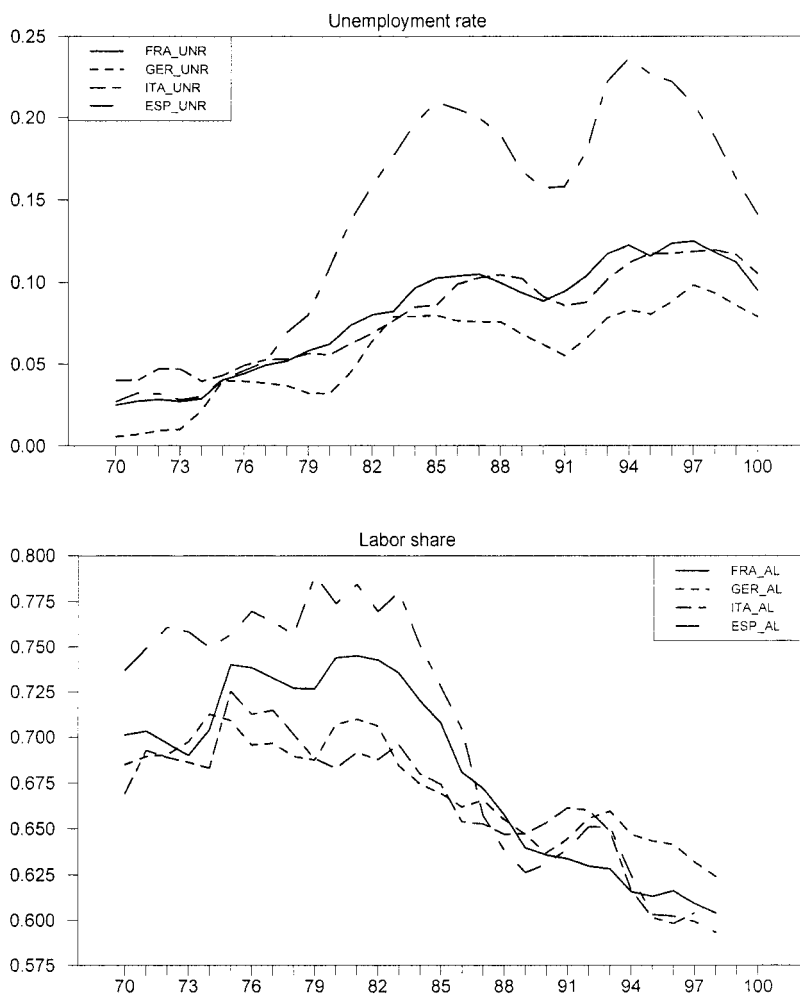 Unemployment rate
0.25
0.20
0.15
0.10
0.05
0.00
FRA_UNR
GER_UNR
ITA_UNR
ESP_UNR
70 73 76 79 82 85 88 91 94 97 100
Labor share
0.800
0.775
0.750
0.725
0.700
0.675
0.650
0.625
0.600
0.575
FRA_AL
GER_AL
ITA_AL
ESP_AL
70 73 76 79 82 85 88 91 94 97 100